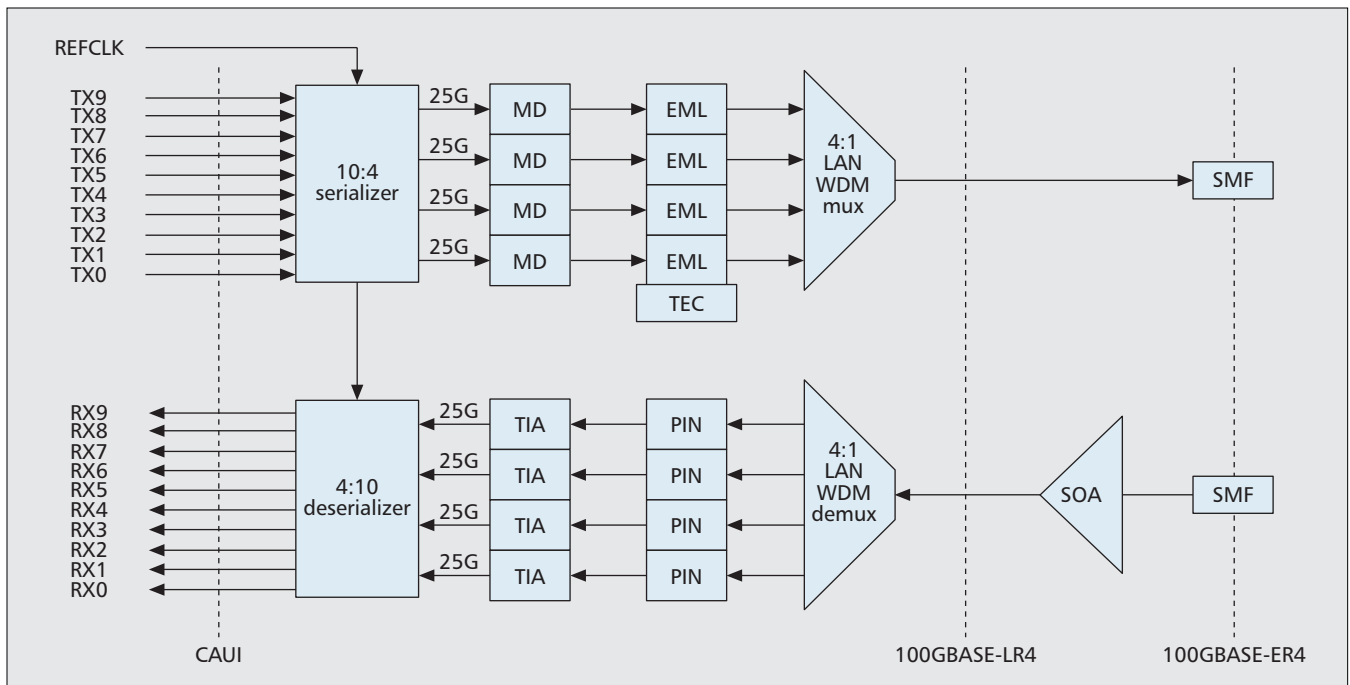 REFCLK
TX9
TX8
TX7
TX6
TX5
TX4
TX3
TX2
TX1
TX0
10:4
serializer
25G
25G
25G
25G
MD
MD
MD
MD
EML
EML
EML
EML
TEC
4:1
LAN
WDM
mux
SMF
RX9
RX8
RX7
RX6
RX5
RX4
RX3
RX2
RX1
RX0
4:10
deserializer
25G
25G
25G
25G
TIA
TIA
TIA
TIA
PIN
PIN
PIN
PIN
4:1
LAN
WDM
demux
SOA
SMF
CAUI
100GBASE-LR4
100GBASE-ER4